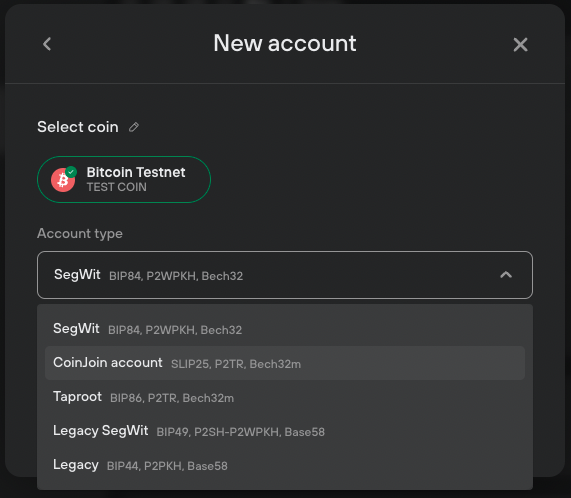 New account
Select coin
Bitcoin Testnet
TEST COIN
Account type
SegWit BIP84, P2WPKH, Bech32
SegWit BIP84, P2WPKH, Bech32
CoinJoin account SLIP25, P2TR, Bech32m
Taproot BIP86, P2TR, Bech32m
Legacy SegWit BIP49, P2SH-P2WPKH, Base58
Legacy BIP44, P2PKH, Base58